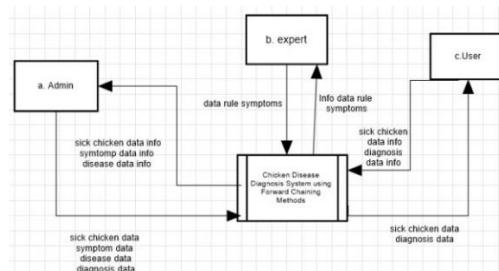 b. expert
c.User
a. Admin
data rule symptoms
Info data rule
symptoms
sick chicken data info
symtomp data info
disease data info
sick chicken
data info
diagnosis
data info
Chicken Disease
Diagnosis System using
Forward Chaining
Methods
sick chicken data
diagnosis data
sick chicken data
symptom data
disease data
diagnosis data